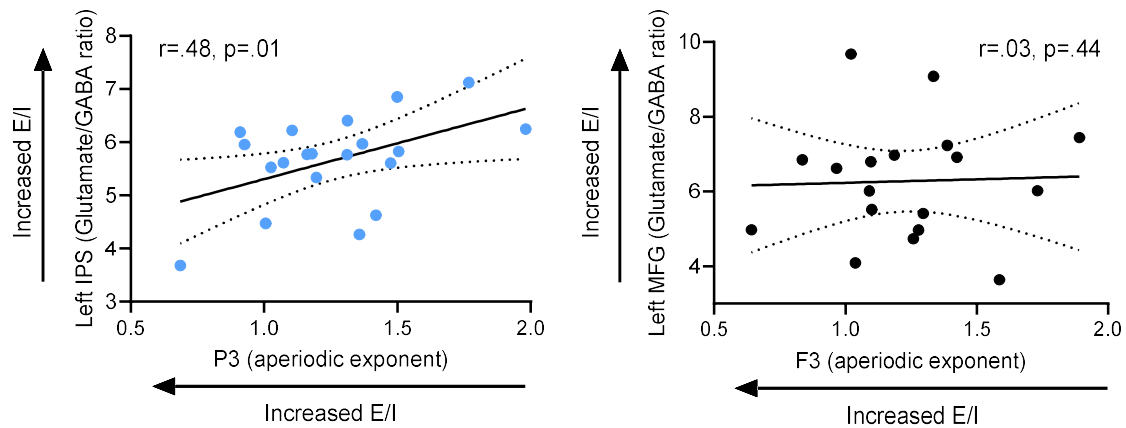 r=.48, p=.01
Increased E/I
Left IPS (Glutamate/GABA ratio)
8
7
6
5
4
3
0.5
1.0
1.5
2.0
P3 (aperiodic exponent)
Increased E/I
r=.03, p=.44
Increased E/I
Left MFG (Glutamate/GABA ratio)
10
8
6
4
0.5
1.0
1.5
2.0
F3 (aperiodic exponent)
Increased E/I